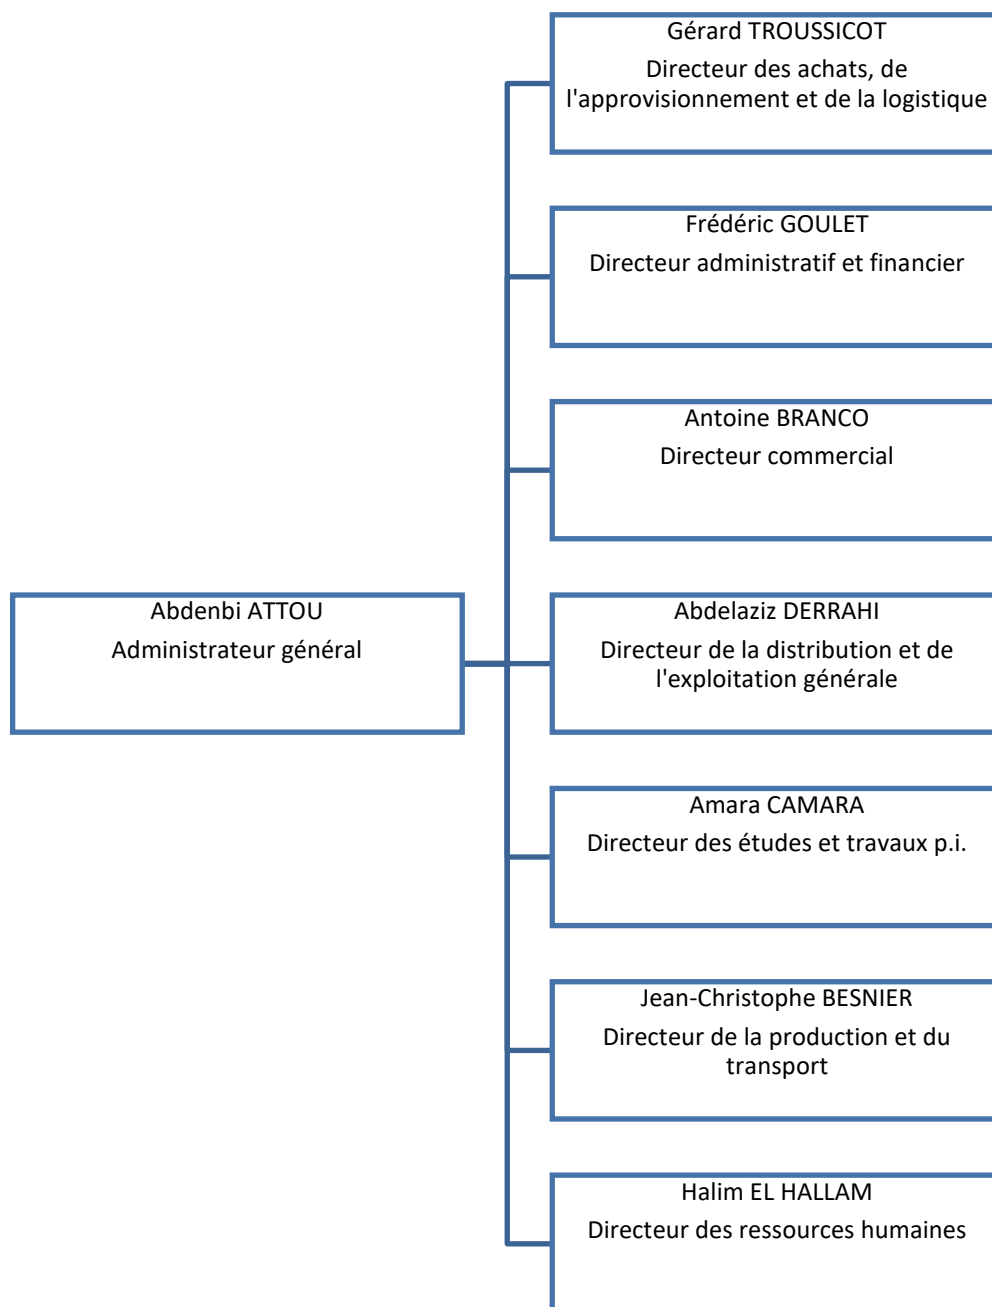 Gérard TROUSSICOT
Directeur des achats, de
l'approvisionnement et de la logistique
Frédéric GOULET
Directeur administratif et financier
Antoine BRANCO
Directeur commercial
Abdenbi ATTOU
Administrateur général
Abdelaziz DERRAHI
Directeur de la distribution et de
l'exploitation générale
Amara CAMARA
Directeur des études et travaux p.i.
Jean-Christophe BESNIER
Directeur de la production et du
transport
Halim EL HALLAM
Directeur des ressources humaines